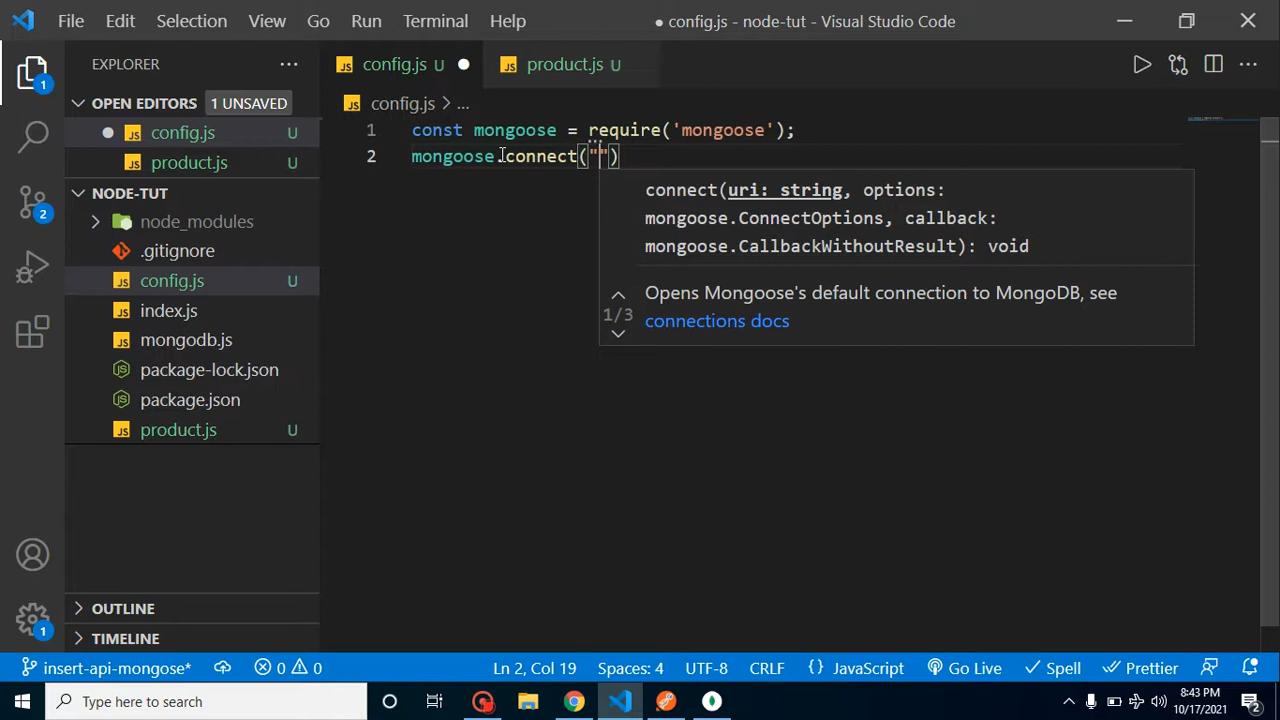 File Edit Selection View Go Run Terminal Help ● config.js - node-tut - Visual Studio Code
EXPLORER
OPEN EDITORS 1 UNSAVED
config.js U
product.js U
NODE-TUT
node_modules
.gitignore
config.js U
index.js
mongodb.js
package-lock.json
package.json
product.js U
OUTLINE
TIMELINE
1
2
1
config.js U product.js U
config.js > ...
1 const mongoose = require('mongoose');
2 mongoose.connect("")
connect(uri: string, options:
mongoose.ConnectOptions, callback:
mongoose.CallbackWithoutResult): void
1/3
Opens Mongoose's default connection to MongoDB, see
connections docs
insert-api-mongose* 0 0 Ln 2, Col 19 Spaces: 4 UTF-8 CRLF {} JavaScript Go Live Spell Prettier
Type here to search
8:43 PM
10/17/2021
2